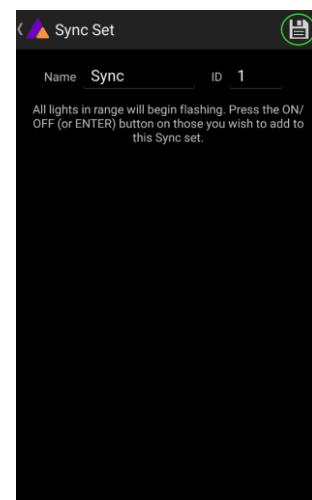 Sync Set
Name Sync ID 1
All lights in range will begin flashing. Press the ON/
OFF (or ENTER) button on those you wish to add to
this Sync set.